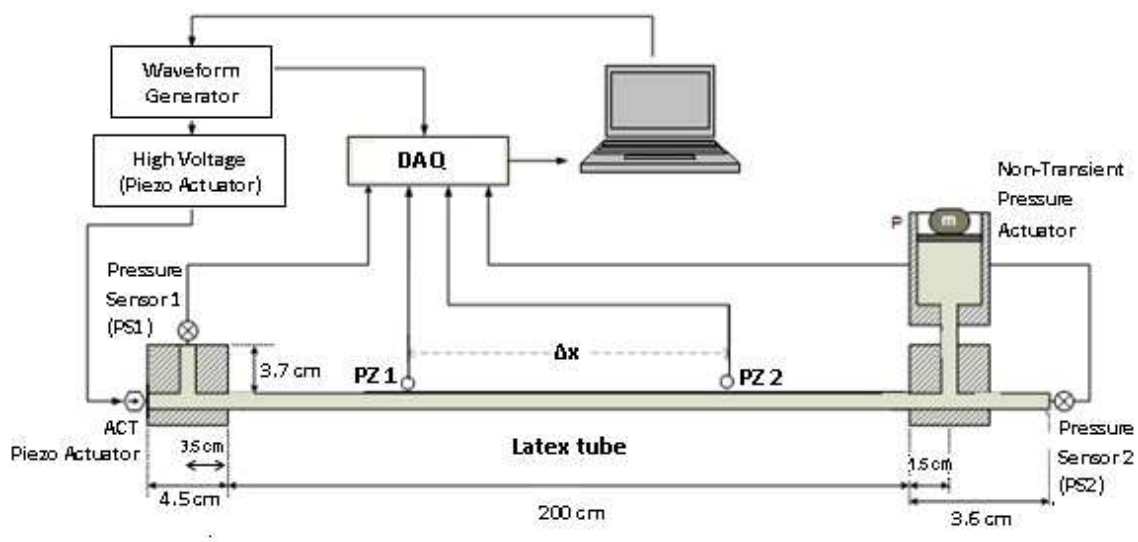 Waveform
Generator
High Voltage
(Piezo Actuator)
DAQ
Non-Transient
Pressure
Actuator
P
m
Pressure
Sensor 1
(PS1)
3.7 cm
Δx
PZ 1
PZ 2
ACT
Piezo Actuator
3.5 cm
4.5 cm
Latex tube
200 cm
1.5 cm
3.6 cm
Pressure
Sensor 2
(PS2)